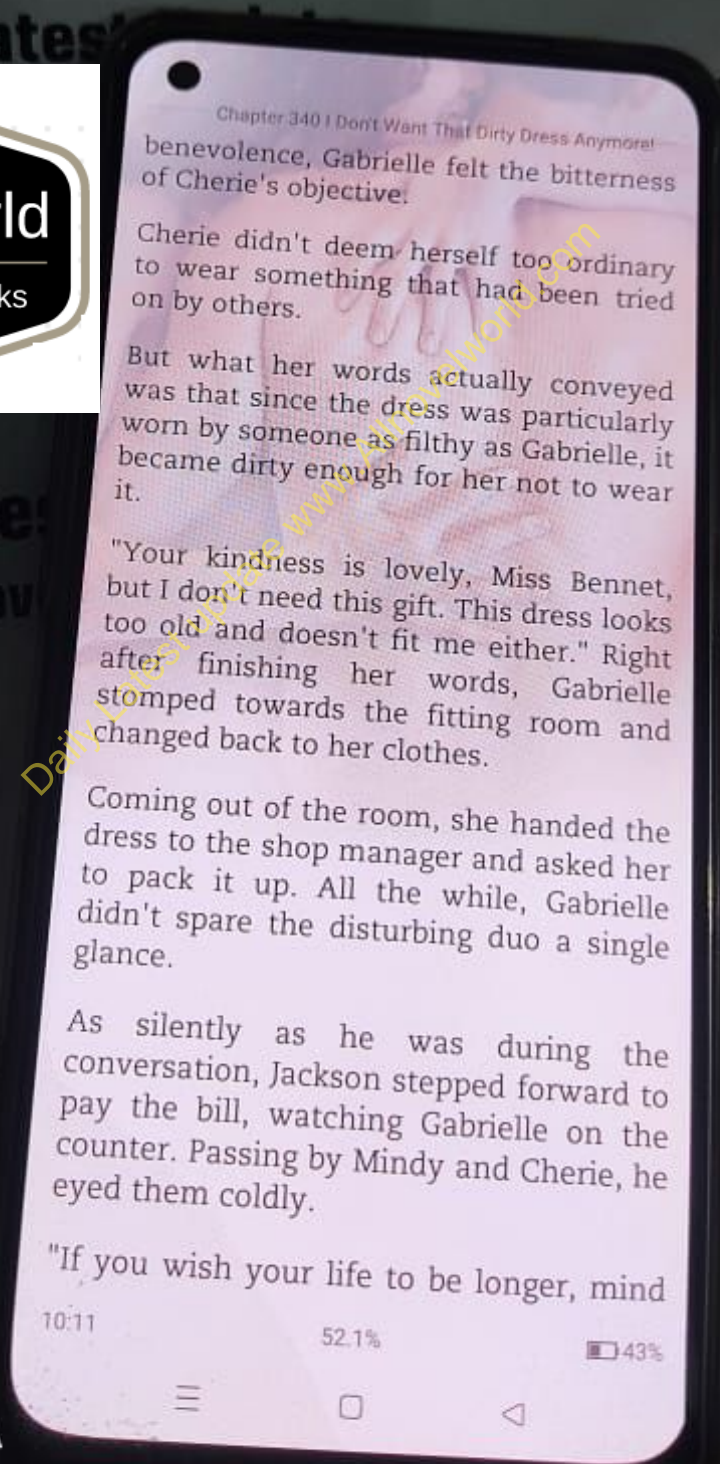 ates
ld
ks
Chapter 340 I Don't Want That Dirty Dress Anymore!
benevolence, Gabrielle felt the bitterness
of Cherie's objective.
Cherie didn't deem herself too ordinary
to wear something that had been tried
on by others.
But what her words actually conveyed
was that since the dress was particularly
worn by someone as filthy as Gabrielle, it
became dirty enough for her not to wear
it.
"Your kindness is lovely, Miss Bennet,
but I don't need this gift. This dress looks
too old and doesn't fit me either." Right
after finishing her words, Gabrielle
stomped towards the fitting room and
changed back to her clothes.
Coming out of the room, she handed the
dress to the shop manager and asked her
to pack it up. All the while, Gabrielle
didn't spare the disturbing duo a single
glance.
As silently as he was during the
conversation, Jackson stepped forward to
pay the bill, watching Gabrielle on the
counter. Passing by Mindy and Cherie, he
eyed them coldly.
"If you wish your life to be longer, mind
10:11
52.1%
43%
Daily Latest update www.Allnovelworld.com